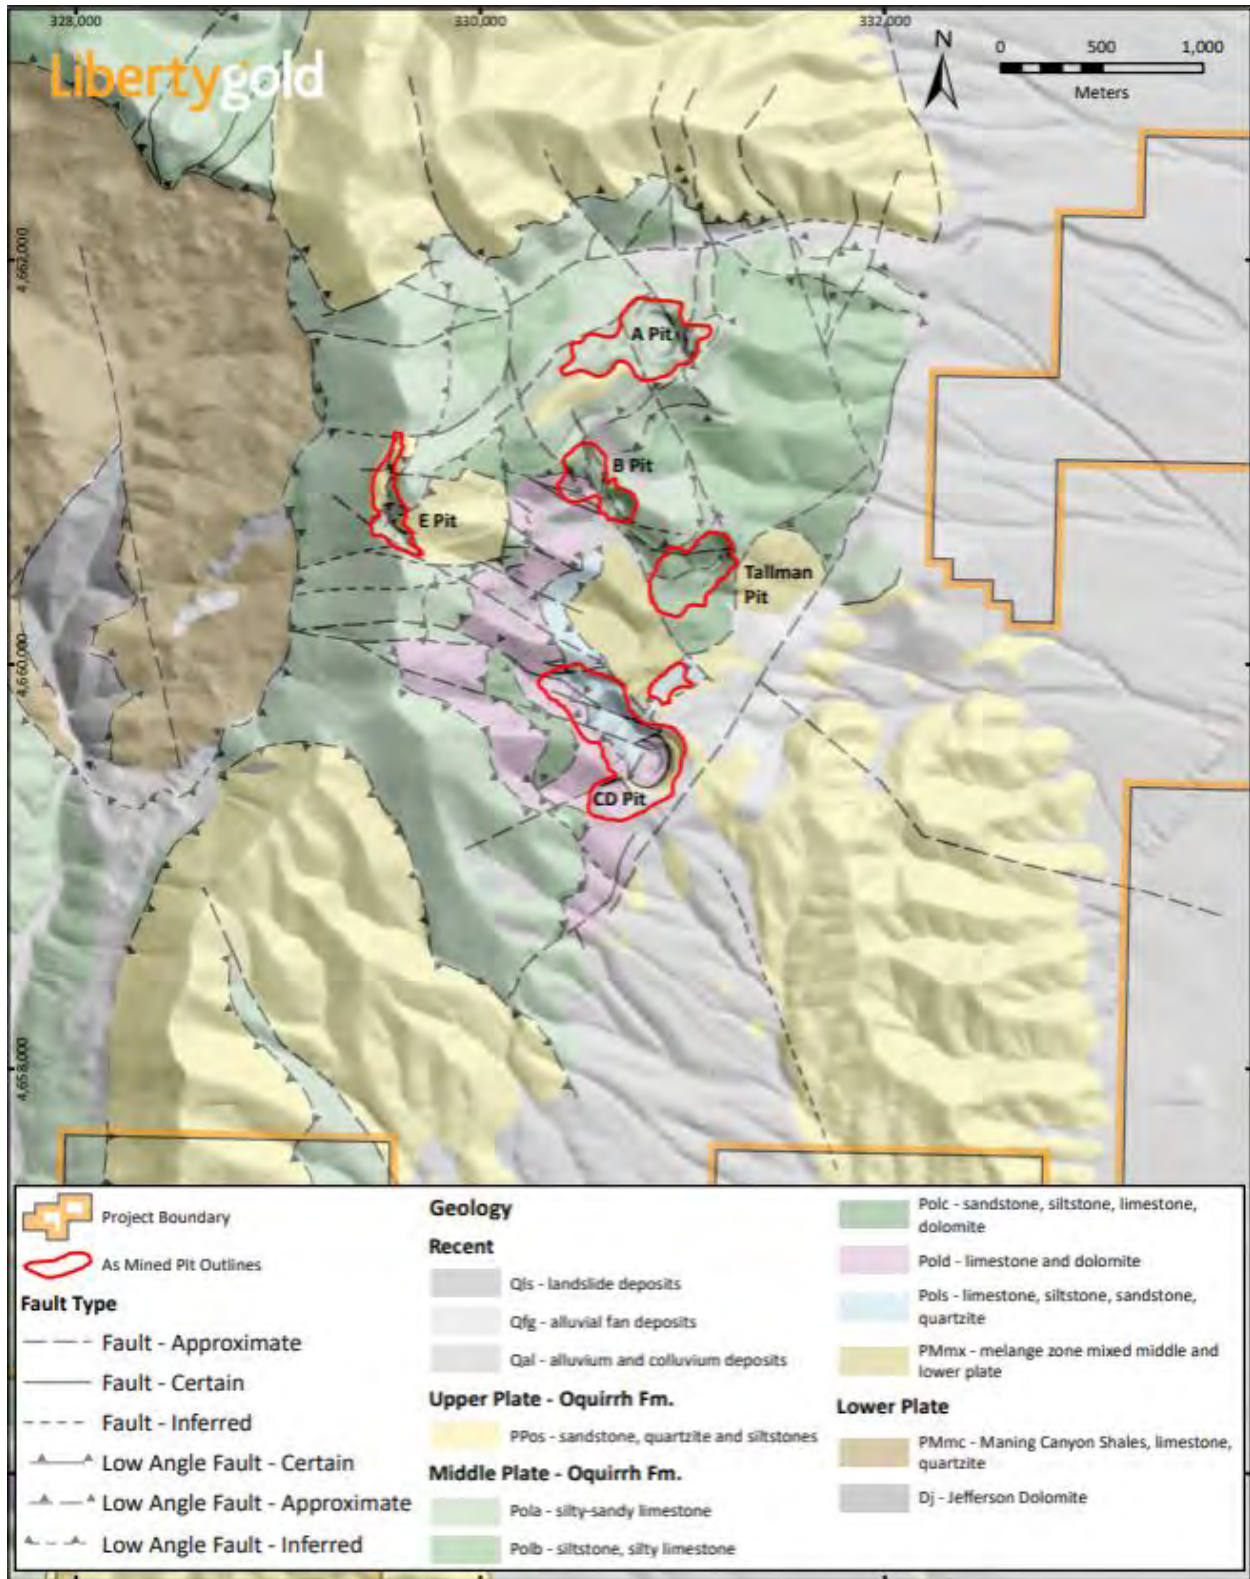 328,000
330,000
332,000
Libertygold
N
0 500 1,000
Meters
4,662,000
A Pit
B Pit
E Pit
Tallman
Pit
4,660,000
CD Pit
4,658,000
Project Boundary
As Mined Pit Outlines
Fault Type
Fault - Approximate
Fault - Certain
Fault - Inferred
Low Angle Fault - Certain
Low Angle Fault - Approximate
Low Angle Fault - Inferred
Geology
Recent
Qls - landslide deposits
Qfg - alluvial fan deposits
Qal - alluvium and colluvium deposits
Upper Plate - Oquirrh Fm.
PPos - sandstone, quartzite and siltstones
Middle Plate - Oquirrh Fm.
Pola - silty-sandy limestone
Polb - siltstone, silty limestone
Polc - sandstone, siltstone, limestone,
dolomite
Pold - limestone and dolomite
Pols - limestone, siltstone, sandstone,
quartzite
PMmx - melange zone mixed middle and
lower plate
Lower Plate
PMmc - Maning Canyon Shales, limestone,
quartzite
Dj - Jefferson Dolomite